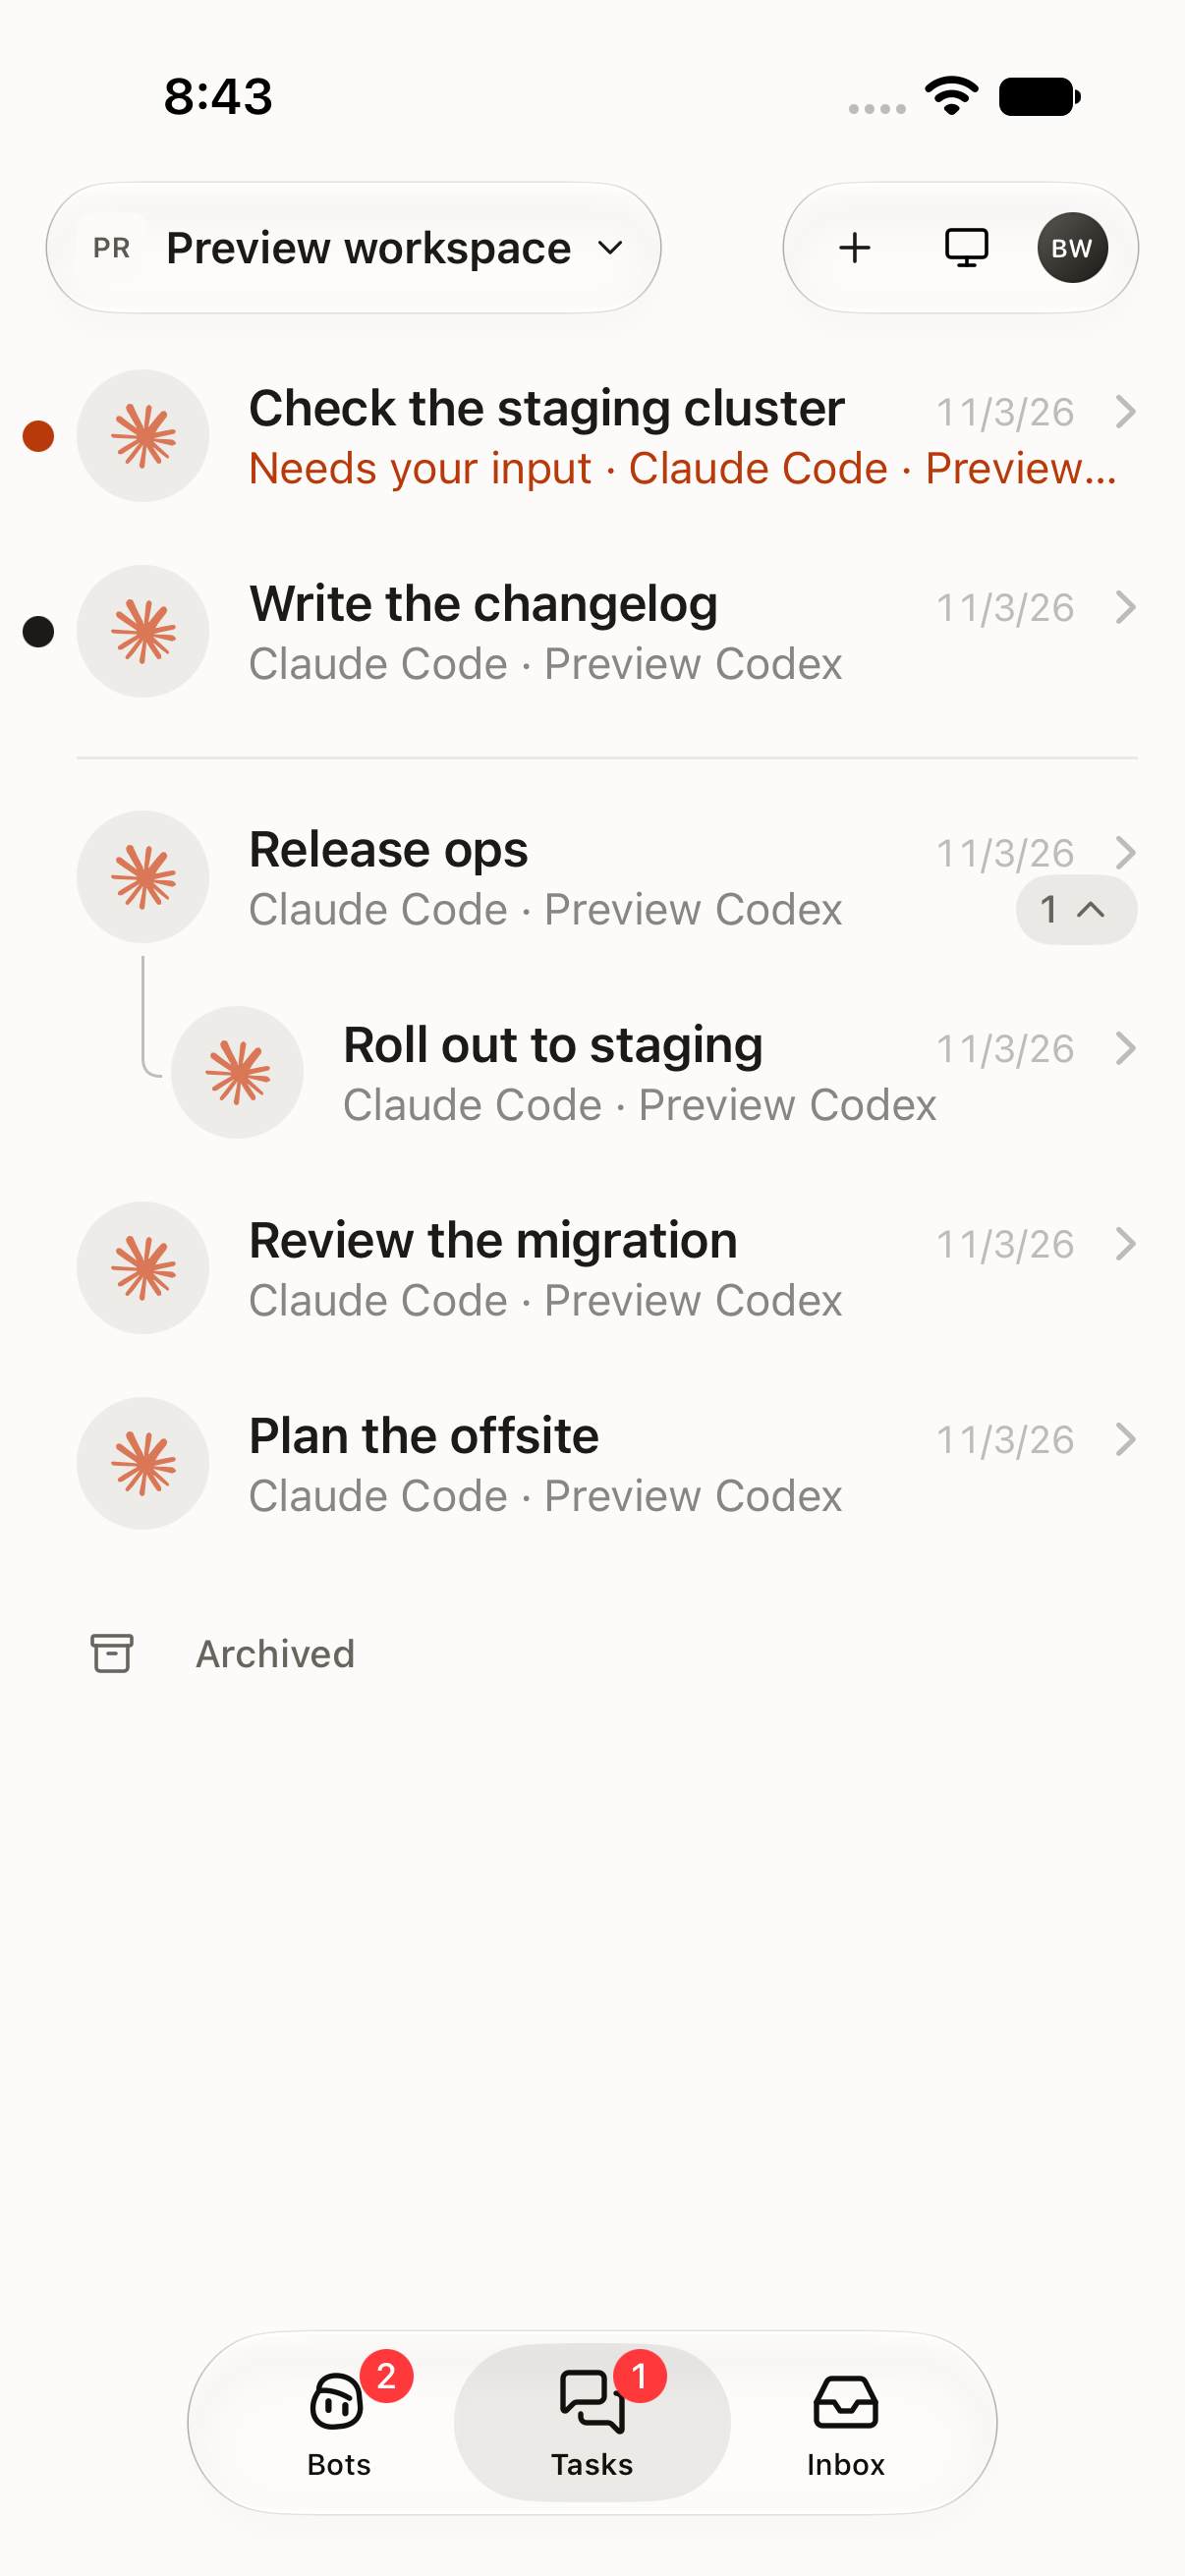 8:43
PR Preview workspace
BW
Check the staging cluster 11/3/26
Needs your input · Claude Code · Preview...
Write the changelog 11/3/26
Claude Code · Preview Codex
Release ops 11/3/26
Claude Code · Preview Codex 1
Roll out to staging 11/3/26
Claude Code · Preview Codex
Review the migration 11/3/26
Claude Code · Preview Codex
Plan the offsite 11/3/26
Claude Code · Preview Codex
Archived
2 1
Bots Tasks Inbox